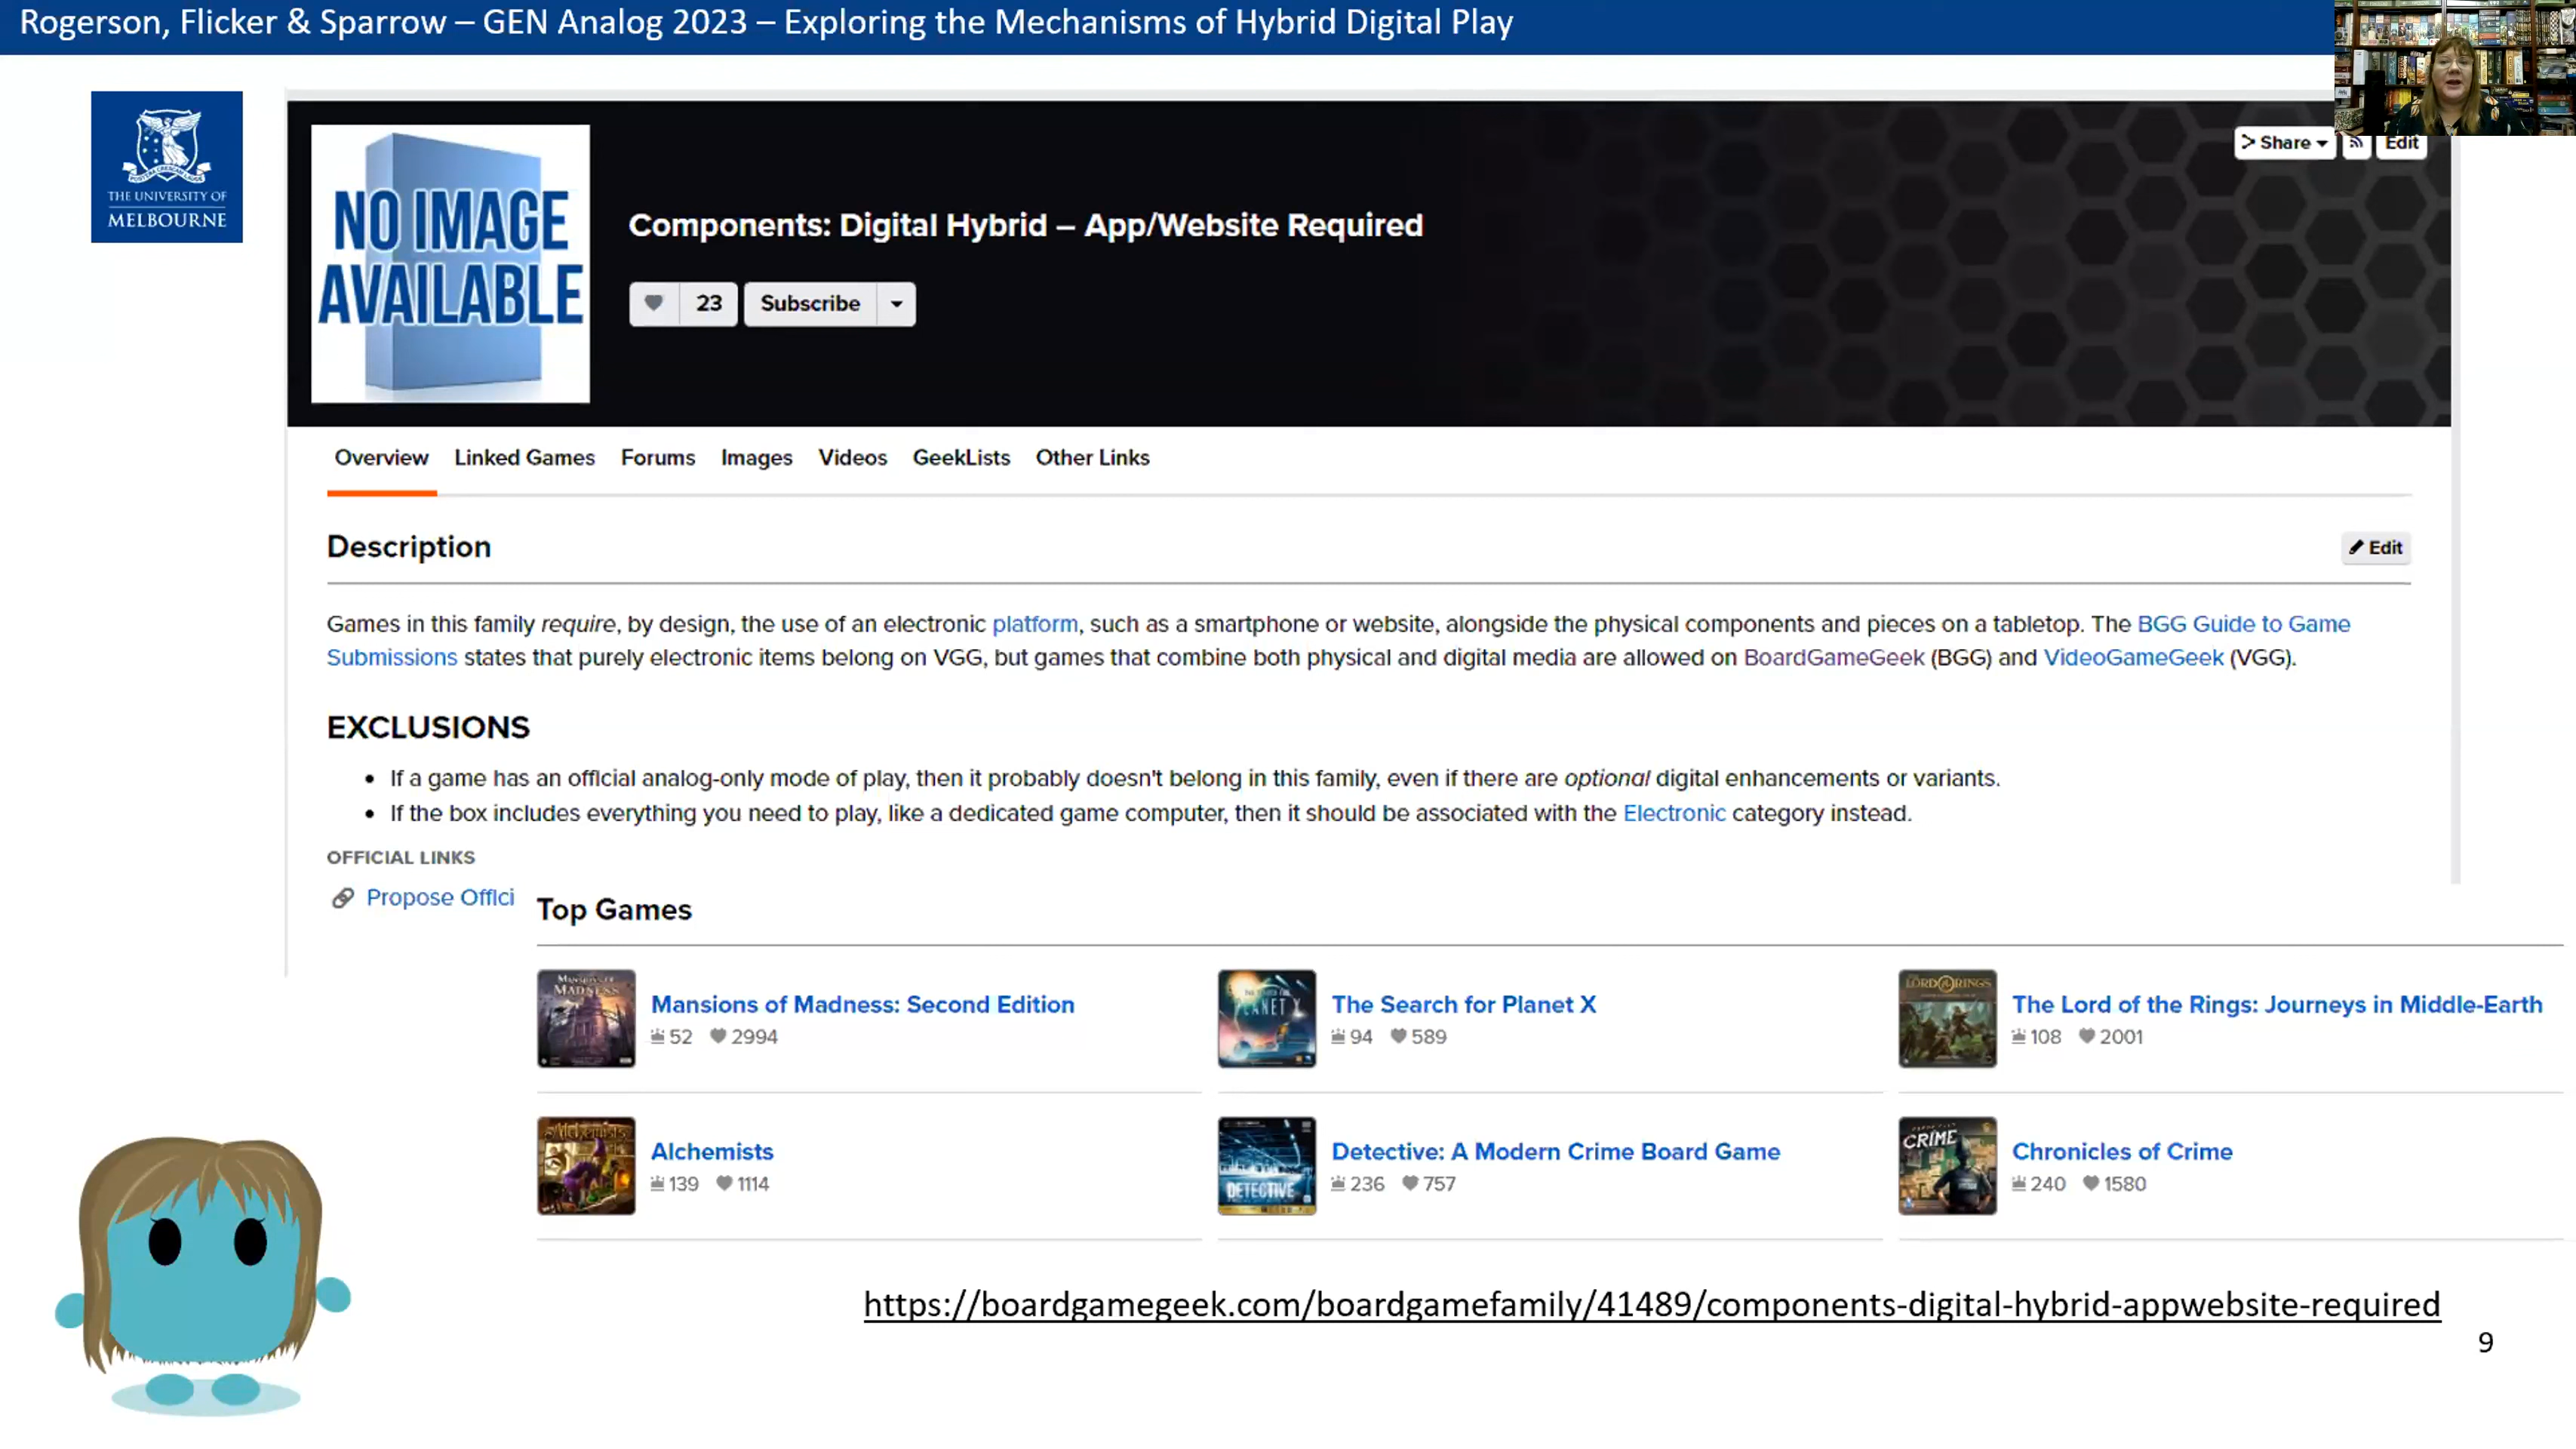 Rogerson, Flicker & Sparrow – GEN Analog 2023 – Exploring the Mechanisms of Hybrid Digital Play
THE UNIVERSITY OF
MELBOURNE
NO IMAGE
AVAILABLE
Components: Digital Hybrid – App/Website Required
23 Subscribe
Share Edit
Overview Linked Games Forums Images Videos GeekLists Other Links
Description
Edit
Games in this family require, by design, the use of an electronic platform, such as a smartphone or website, alongside the physical components and pieces on a tabletop. The BGG Guide to Game
Submissions states that purely electronic items belong on VGG, but games that combine both physical and digital media are allowed on BoardGameGeek (BGG) and VideoGameGeek (VGG).
EXCLUSIONS
• If a game has an official analog-only mode of play, then it probably doesn't belong in this family, even if there are optional digital enhancements or variants.
• If the box includes everything you need to play, like a dedicated game computer, then it should be associated with the Electronic category instead.
OFFICIAL LINKS
Propose Offici
Top Games
MANSIONS OF
MADNESS
Mansions of Madness: Second Edition
52 2994
PLANET X
The Search for Planet X
94 589
LORD RINGS
The Lord of the Rings: Journeys in Middle-Earth
108 2001
Alchemists
Alchemists
139 1114
DETECTIVE
Detective: A Modern Crime Board Game
236 757
CRIME
Chronicles of Crime
240 1580
https://boardgamegeek.com/boardgamefamily/41489/components-digital-hybrid-appwebsite-required
9